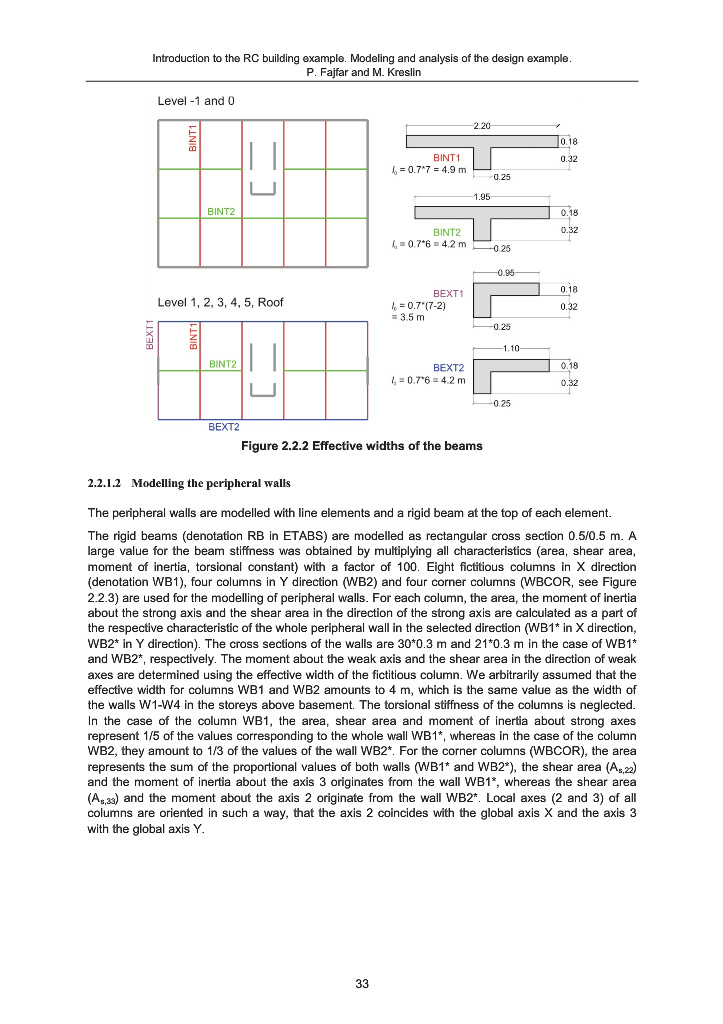 Introduction to the RC building example. Modeling and analysis of the design example.
P. Fajfar and M. Kreslin
Level -1 and 0
BINT1
BINT2
2.20
0.18
BINT1
0.32
l0 = 0.7*7 = 4.9 m
0.25
1.95
0.18
BINT2
0.32
l0 = 0.7*6 = 4.2 m
0.25
0.95
BEXT1
0.18
l0 = 0.7*(7-2)
0.32
= 3.5 m
0.25
Level 1, 2, 3, 4, 5, Roof
BEXT1
BINT1
BINT2
BEXT2
1.10
BEXT2
0.18
l0 = 0.7*6 = 4.2 m
0.32
0.25
Figure 2.2.2 Effective widths of the beams
2.2.1.2 Modelling the peripheral walls
The peripheral walls are modelled with line elements and a rigid beam at the top of each element.
The rigid beams (denotation RB in ETABS) are modelled as rectangular cross section 0.5/0.5 m. A
large value for the beam stiffness was obtained by multiplying all characteristics (area, shear area,
moment of inertia, torsional constant) with a factor of 100. Eight fictitious columns in X direction
(denotation WB1), four columns in Y direction (WB2) and four corner columns (WBCOR, see Figure
2.2.3) are used for the modelling of peripheral walls. For each column, the area, the moment of inertia
about the strong axis and the shear area in the direction of the strong axis are calculated as a part of
the respective characteristic of the whole peripheral wall in the selected direction (WB1* in X direction,
WB2* in Y direction). The cross sections of the walls are 30*0.3 m and 21*0.3 m in the case of WB1*
and WB2*, respectively. The moment about the weak axis and the shear area in the direction of weak
axes are determined using the effective width of the fictitious column. We arbitrarily assumed that the
effective width for columns WB1 and WB2 amounts to 4 m, which is the same value as the width of
the walls W1-W4 in the storeys above basement. The torsional stiffness of the columns is neglected.
In the case of the column WB1, the area, shear area and moment of inertia about strong axes
represent 1/5 of the values corresponding to the whole wall WB1*, whereas in the case of the column
WB2, they amount to 1/3 of the values of the wall WB2*. For the corner columns (WBCOR), the area
represents the sum of the proportional values of both walls (WB1* and WB2*), the shear area (As,22)
and the moment of inertia about the axis 3 originates from the wall WB1*, whereas the shear area
(As,33) and the moment about the axis 2 originate from the wall WB2*. Local axes (2 and 3) of all
columns are oriented in such a way, that the axis 2 coincides with the global axis X and the axis 3
with the global axis Y.
33